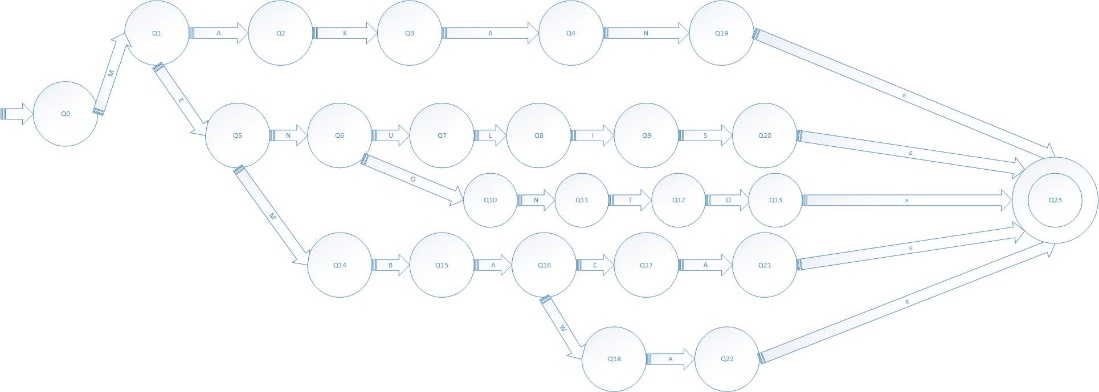 Q1 A Q2 K Q3 A Q4 N Q19
M
ε
Q0
E
Q5 N Q6 U Q7 L Q8 I Q9 S Q20
ε
O
Q10 N Q11 T Q12 O Q13 ε Q23
M
ε
Q14 B Q15 A Q16 C Q17 A Q21
ε
W
Q18 A Q22